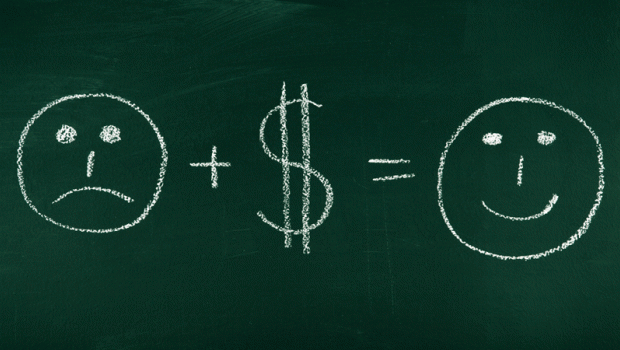 + $ =